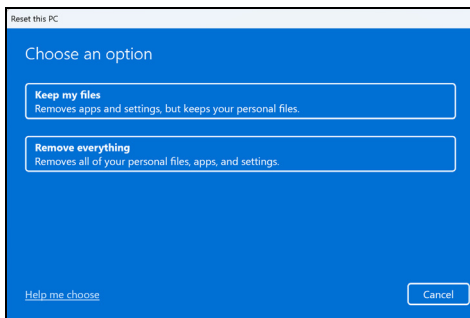 Reset this PC
Choose an option
Keep my files
Removes apps and settings, but keeps your personal files.
Remove everything
Removes all of your personal files, apps, and settings.
Help me choose
Cancel